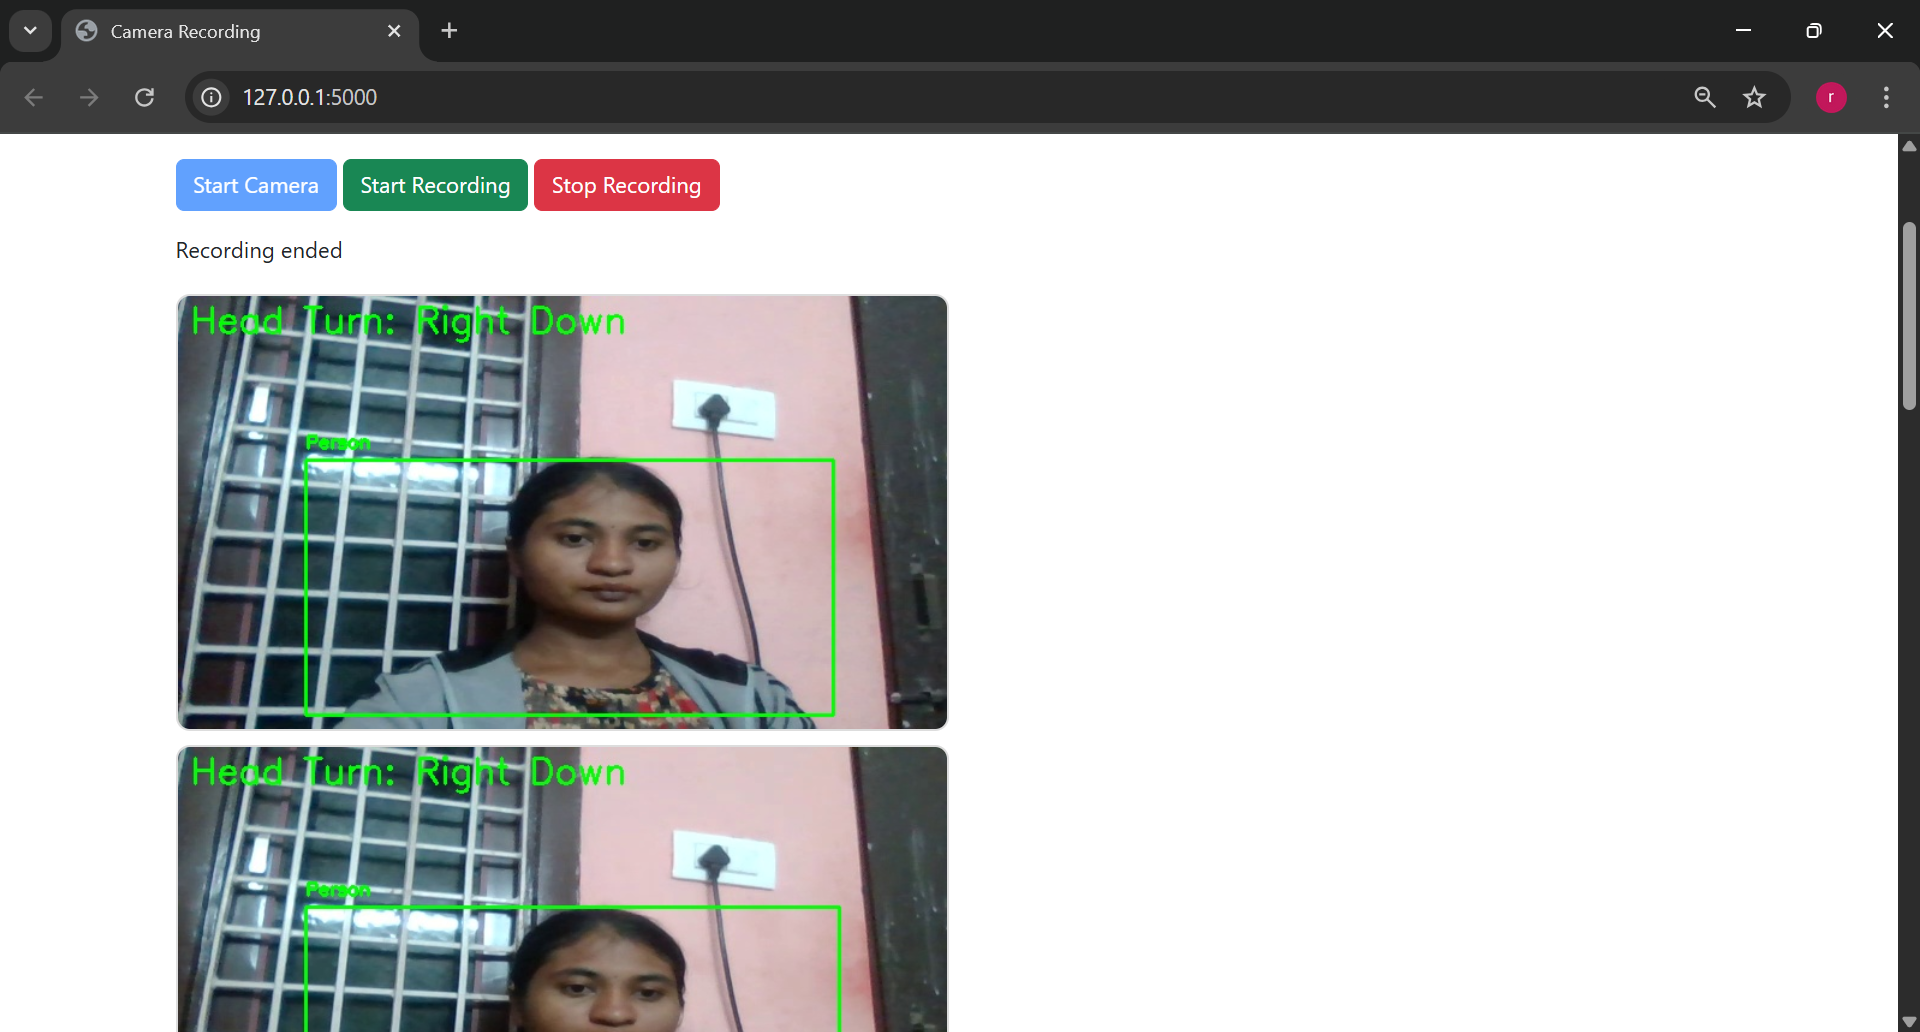 Camera Recording
127.0.0.1:5000
r
Start Camera Start Recording Stop Recording
Recording ended
Head Turn: Right Down
Person
Head Turn: Right Down
Person